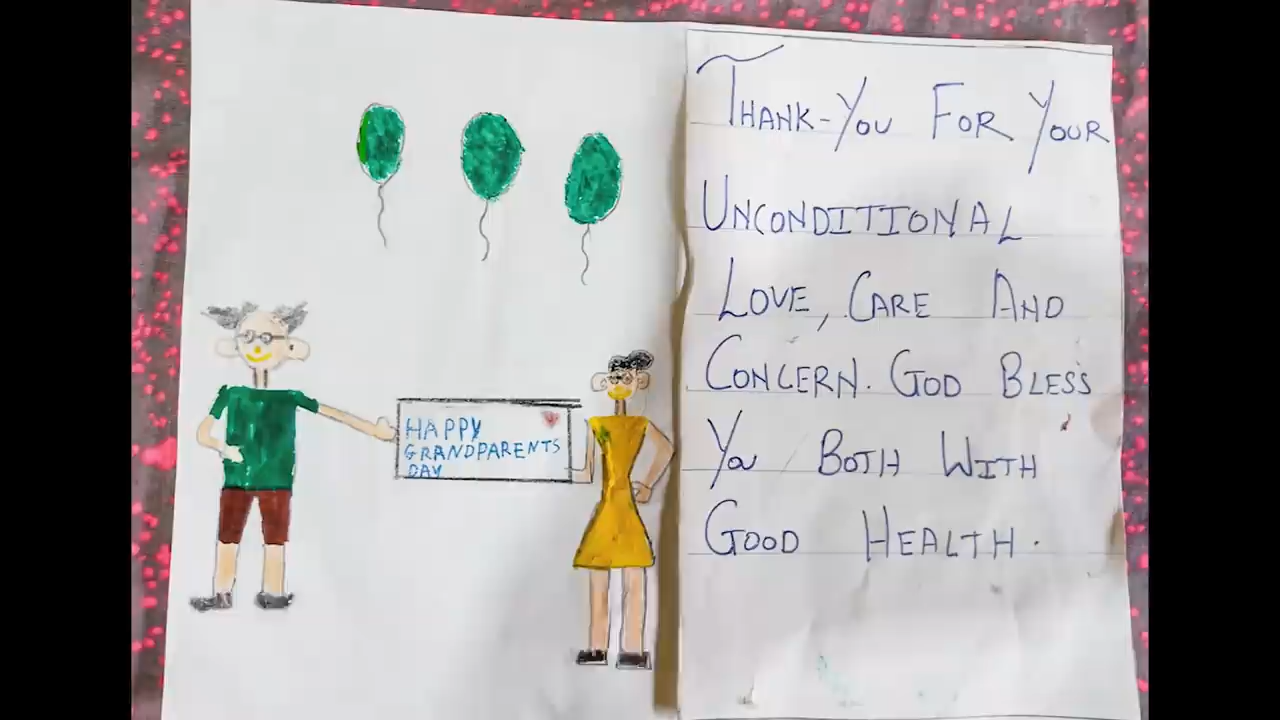 HAPPY
GRANDPARENTS
DAY
THANK-YOU FOR YOUR
UNCONDITIONAL
LOVE, CARE AND
CONCERN. GOD BLESS
YOU BOTH WITH
GOOD HEALTH.